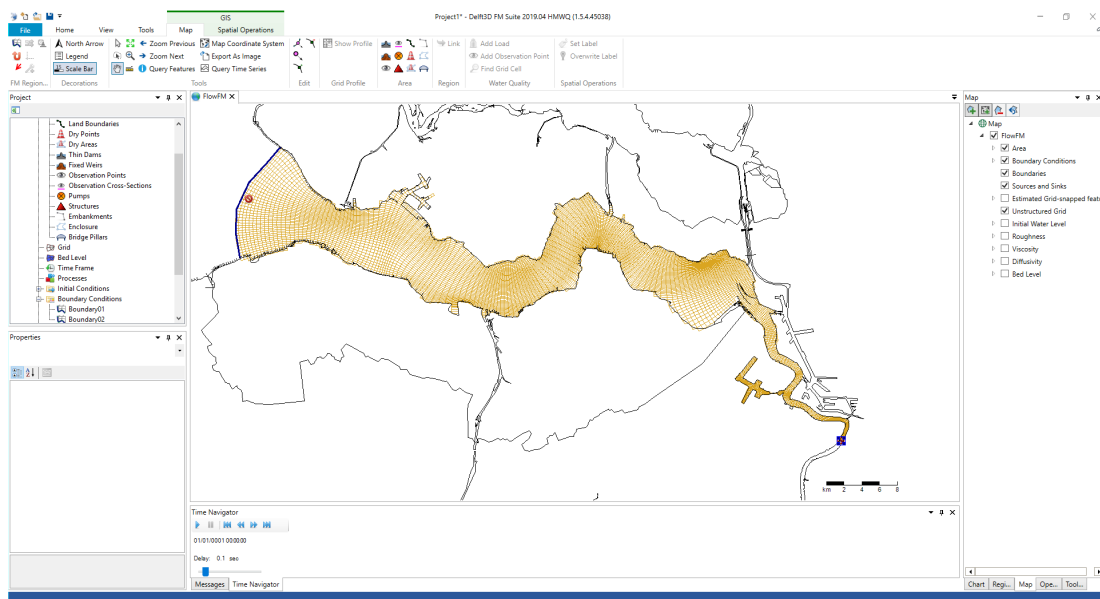 GIS
Project1* - Delft3D FM Suite 2019.04 HMWQ (1.5.4.45038)
File Home View Tools Map Spatial Operations
North Arrow Zoom Previous Map Coordinate System Show Profile Link Add Load Set Label
Legend Zoom Next Export As Image Add Observation Point Overwrite Label
Scale Bar Query Features Query Time Series Find Grid Cell
FM Region... Decorations Tools Edit Grid Profile Area Region Water Quality Spatial Operations
Project
Land Boundaries
Dry Points
Dry Areas
Thin Dams
Fixed Weirs
Observation Points
Observation Cross-Sections
Pumps
Structures
Embankments
Enclosure
Bridge Pillars
Grid
Bed Level
Time Frame
Processes
Initial Conditions
Boundary Conditions
Boundary01
Boundary02
Properties
FlowFM
km 2 4 6 8
Time Navigator
01/01/0001 00:00:00
Delay: 0.1 sec
Messages Time Navigator
Map
Map
FlowFM
Area
Boundary Conditions
Boundaries
Sources and Sinks
Estimated Grid-snapped feat
Unstructured Grid
Initial Water Level
Roughness
Viscosity
Diffusivity
Bed Level
Chart Regi... Map Ope... Tool...